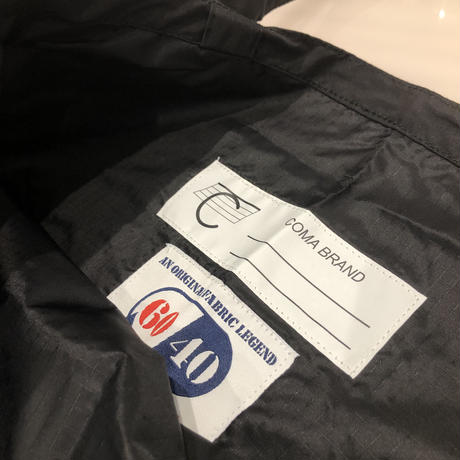 C
COMA BRAND
AN ORIGINAL FABRIC LEGEND
60
40